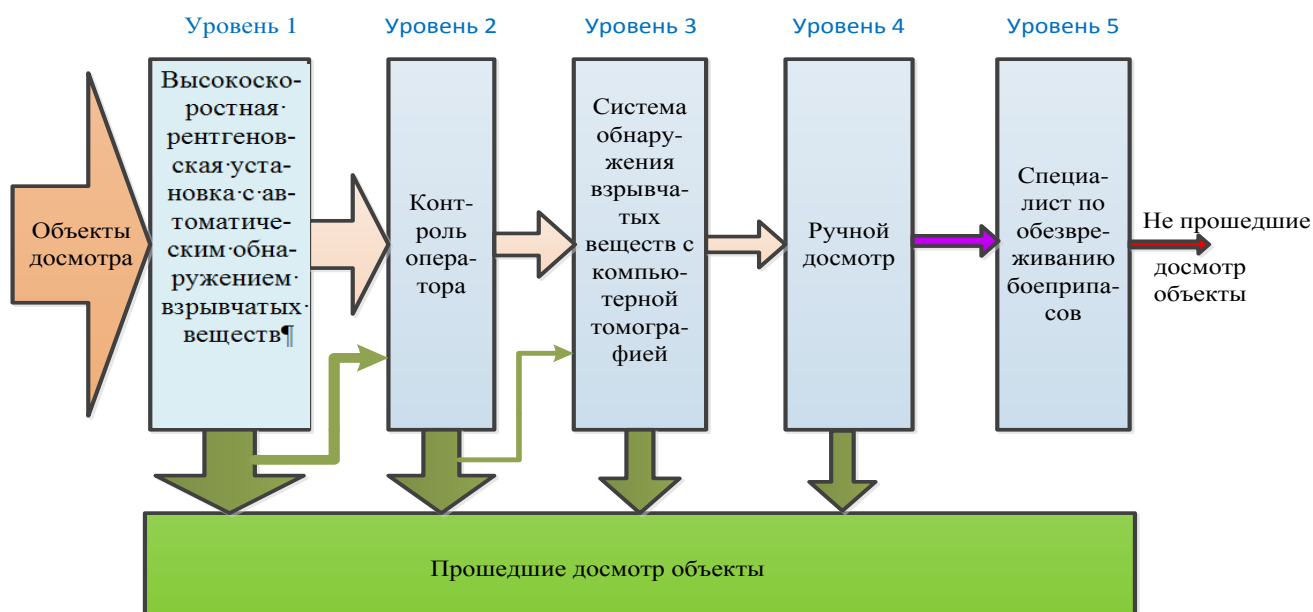 Уровень 1
Уровень 2
Уровень 3
Уровень 4
Уровень 5
Объекты
досмотра
Высокоско-
ростная·
рентгенов-
ская·уста-
новка·с·ав-
томатиче-
ским·обна-
ружением·
взрывчатых·
веществ¶
Конт-
роль
опера-
тора
Система
обнару-
жения
взрывча-
тых
веществ с
компью-
терной
томогра-
фией
Ручной
досмотр
Специа-
лист по
обезвре-
живанию
боеприпа-
сов
Не прошедшие
досмотр
объекты
Прошедшие досмотр объекты